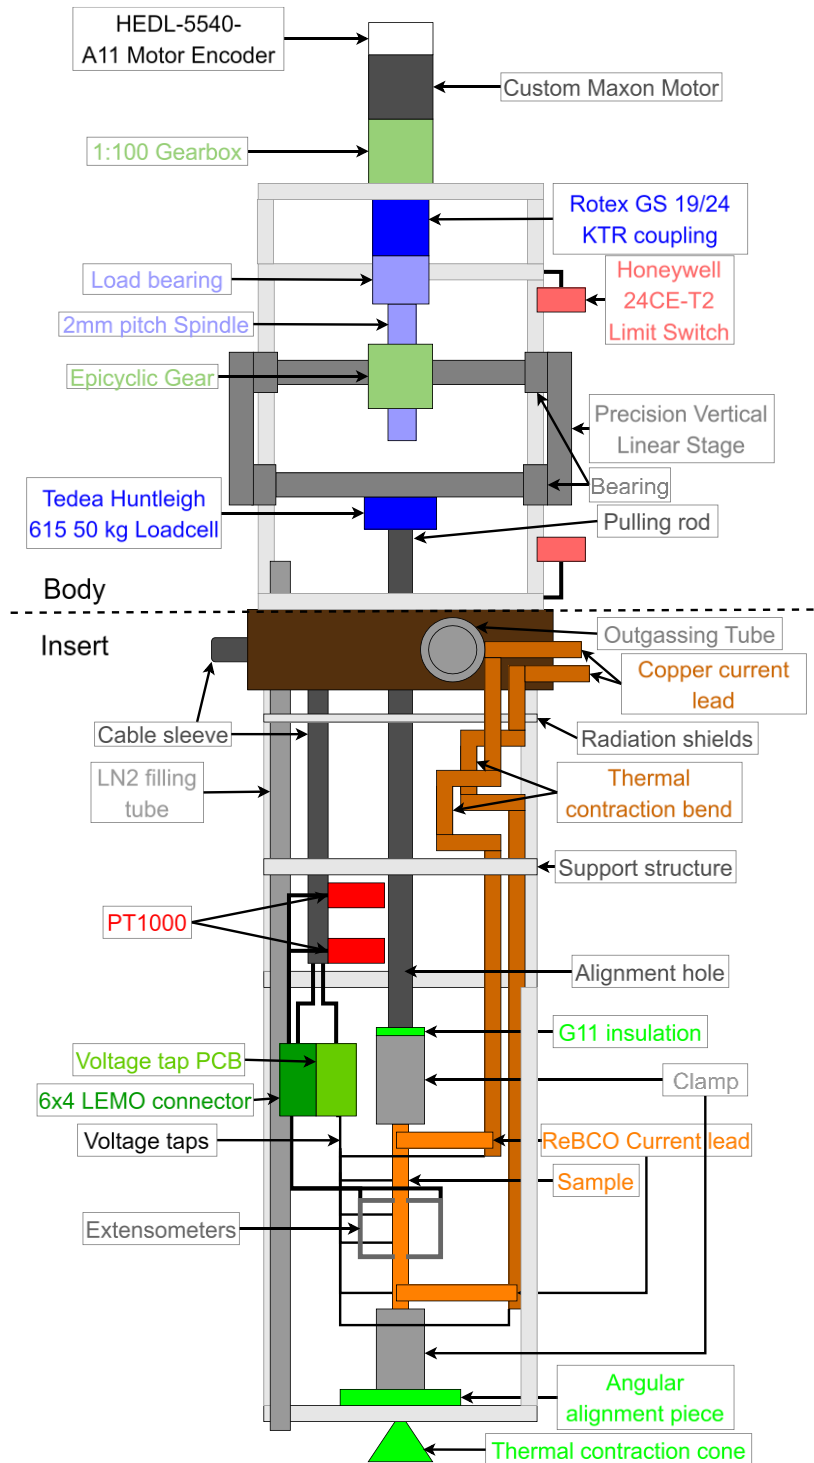 HEDL-5540-
A11 Motor Encoder
Custom Maxon Motor
1:100 Gearbox
Rotex GS 19/24
KTR coupling
Load bearing
Honeywell
24CE-T2
Limit Switch
2mm pitch Spindle
Epicyclic Gear
Precision Vertical
Linear Stage
Bearing
Tedea Huntleigh
615 50 kg Loadcell
Pulling rod
Body
Insert
Outgassing Tube
Copper current
lead
Cable sleeve
Radiation shields
LN2 filling
tube
Thermal
contraction bend
Support structure
PT1000
Alignment hole
G11 insulation
Voltage tap PCB
Clamp
6x4 LEMO connector
Voltage taps
ReBCO Current lead
Sample
Extensometers
Angular
alignment piece
Thermal contraction cone